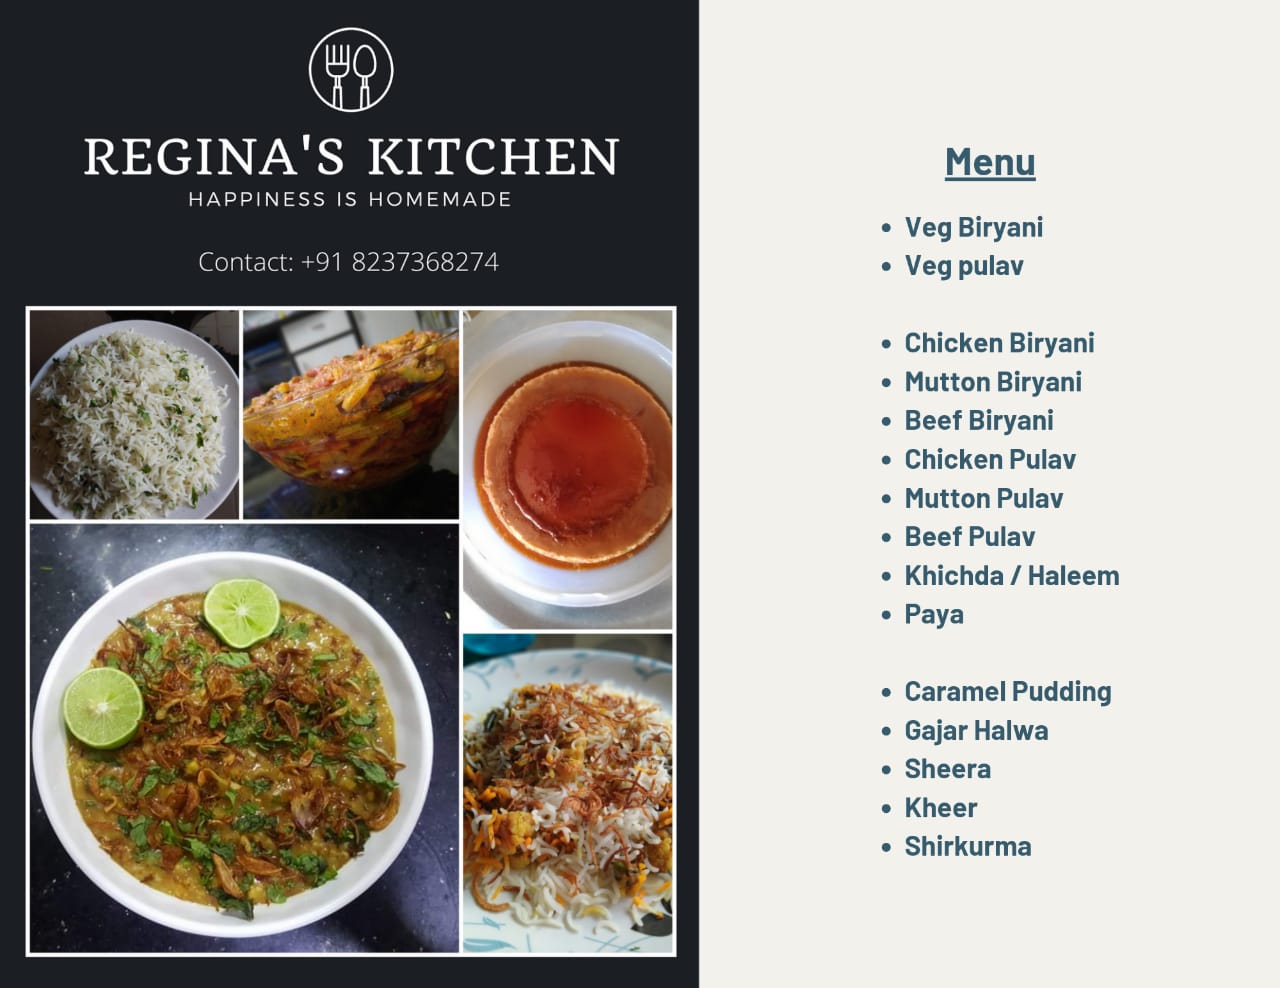 REGINA'S KITCHEN
HAPPINESS IS HOMEMADE
Contact: +91 8237368274
Menu
Veg Biryani
Veg pulav
Chicken Biryani
Mutton Biryani
Beef Biryani
Chicken Pulav
Mutton Pulav
Beef Pulav
Khichda / Haleem
Paya
Caramel Pudding
Gajar Halwa
Sheera
Kheer
Shirkurma